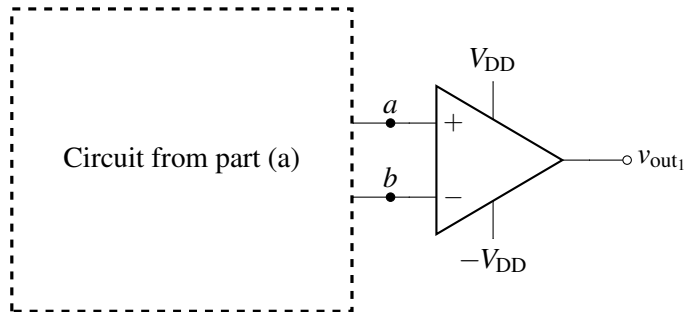 V_DD
a
+
Circuit from part (a)
v_out₁
b
−
−V_DD